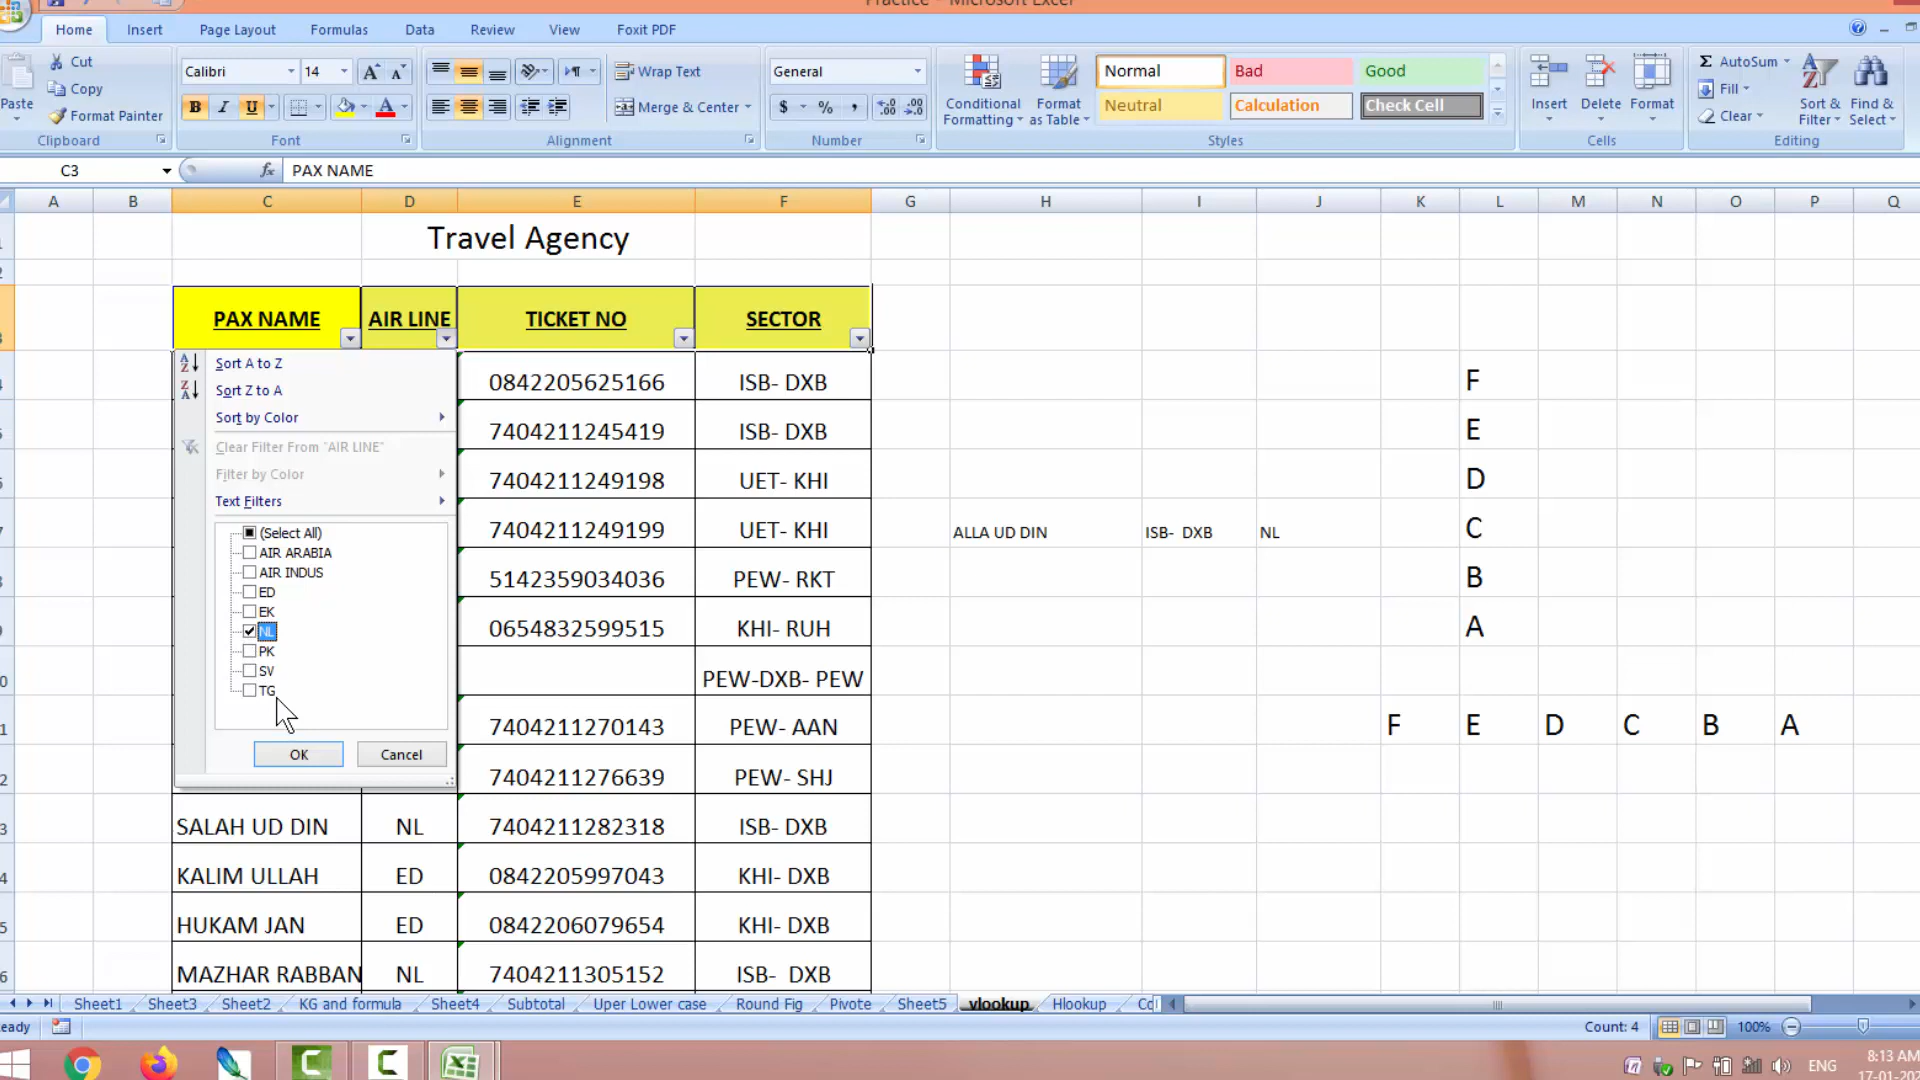 Practice - Microsoft Excel
Home Insert Page Layout Formulas Data Review View Foxit PDF
Paste Cut Copy Format Painter Clipboard
Calibri 14 B I U Font
Wrap Text Merge & Center Alignment
General $ % , Number
Conditional Formatting Format as Table
Normal Bad Good
Neutral Calculation Check Cell
Styles
Insert Delete Format Cells
AutoSum Fill Clear Sort & Filter Find & Select Editing
C3 fx PAX NAME
A B C D E F G H I J K L M N O P Q
Travel Agency
PAX NAME AIR LINE TICKET NO SECTOR
Sort A to Z
Sort Z to A
Sort by Color
Clear Filter From "AIR LINE"
Filter by Color
Text Filters
(Select All)
AIR ARABIA
AIR INDUS
ED
EK
NL
PK
SV
TG
OK Cancel
0842205625166 ISB- DXB F
7404211245419 ISB- DXB E
7404211249198 UET- KHI D
7404211249199 UET- KHI ALLA UD DIN ISB- DXB NL C
5142359034036 PEW- RKT B
0654832599515 KHI- RUH A
PEW-DXB- PEW
7404211270143 PEW- AAN F E D C B A
7404211276639 PEW- SHJ
SALAH UD DIN NL 7404211282318 ISB- DXB
KALIM ULLAH ED 0842205997043 KHI- DXB
HUKAM JAN ED 0842206079654 KHI- DXB
MAZHAR RABBAN NL 7404211305152 ISB- DXB
Sheet1 Sheet3 Sheet2 KG and formula Sheet4 Subtotal Uper Lower case Round Fig Pivote Sheet5 vlookup Hlookup
eady Count: 4 100%
ENG 8:13 AM